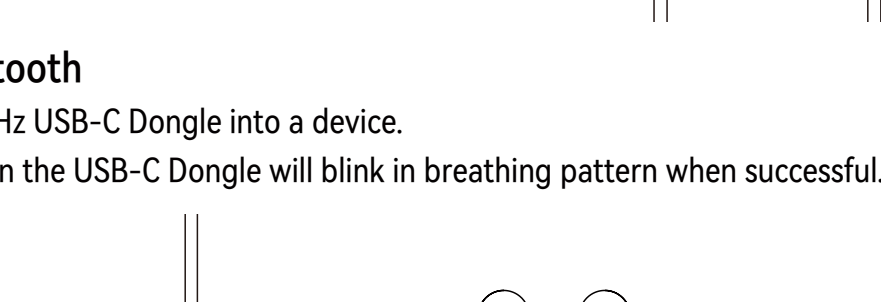 tooth
Hz USB-C Dongle into a device.
n the USB-C Dongle will blink in breathing pattern when successful.